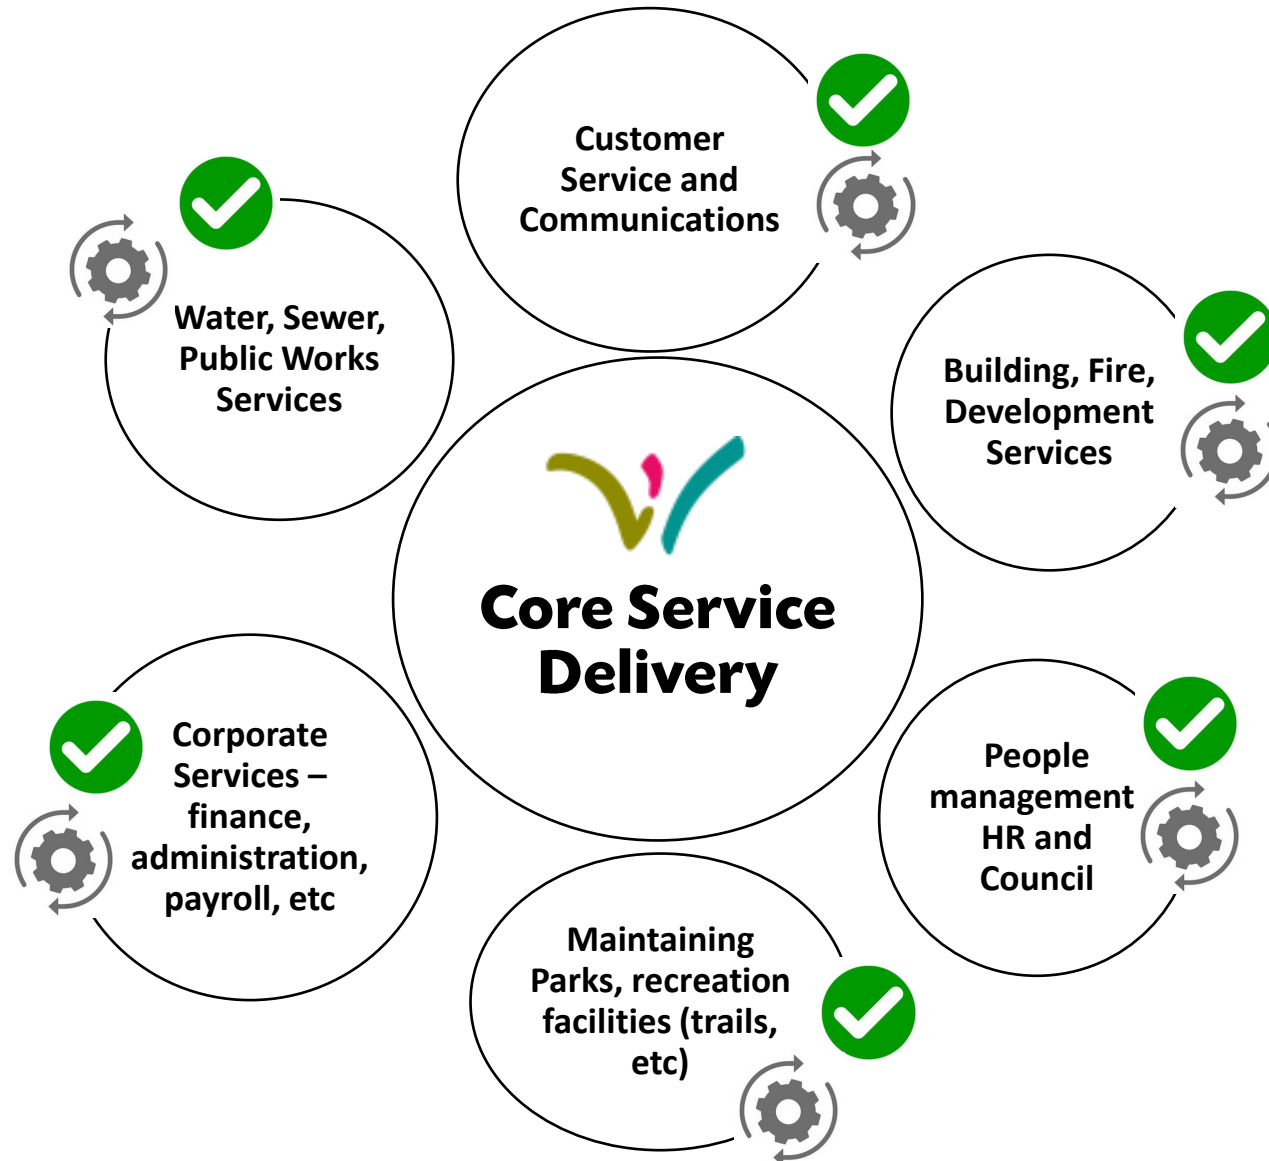 Customer
Service and
Communications
Water, Sewer,
Public Works
Services
Building, Fire,
Development
Services
Core Service
Delivery
Corporate
Services –
finance,
administration,
payroll, etc
People
management
HR and
Council
Maintaining
Parks, recreation
facilities (trails,
etc)